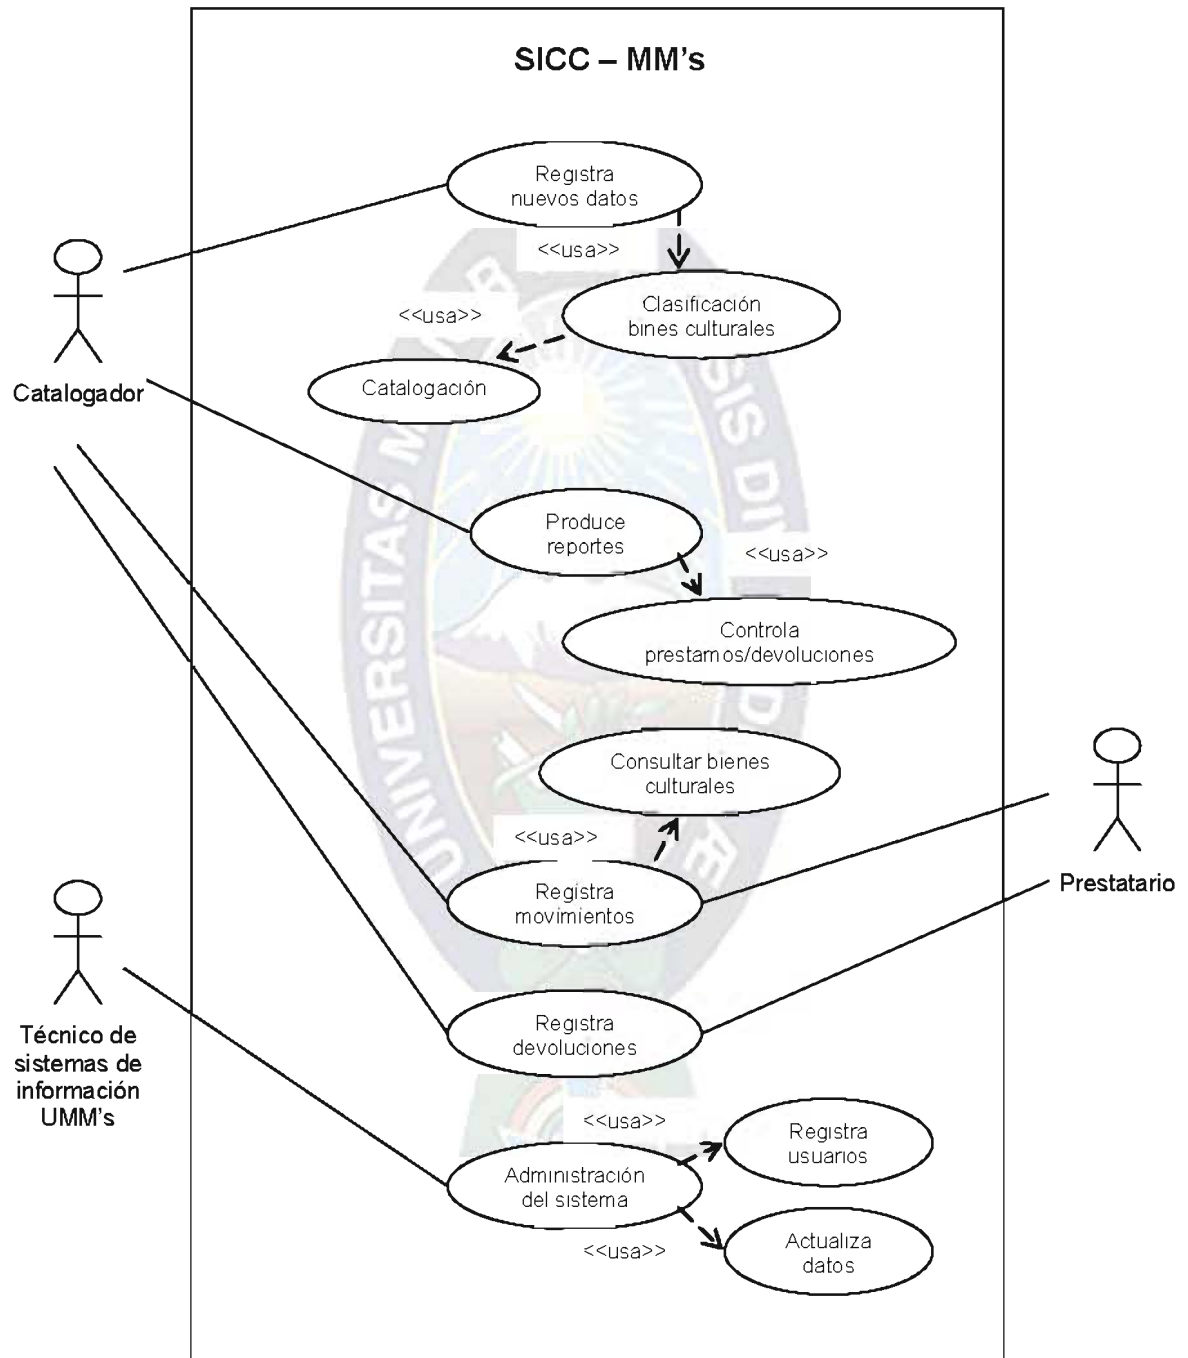 SICC – MM's
Registra
nuevos datos
<<usa>>
Clasificación
bines culturales
<<usa>>
Catalogación
Catalogador
Produce
reportes
<<usa>>
Controla
prestamos/devoluciones
Consultar bienes
culturales
<<usa>>
Registra
movimientos
Prestatario
Técnico de
sistemas de
información
UMM's
Registra
devoluciones
<<usa>>
Registra
usuarios
Administración
del sistema
<<usa>>
Actualiza
datos
UNIVERSITAS